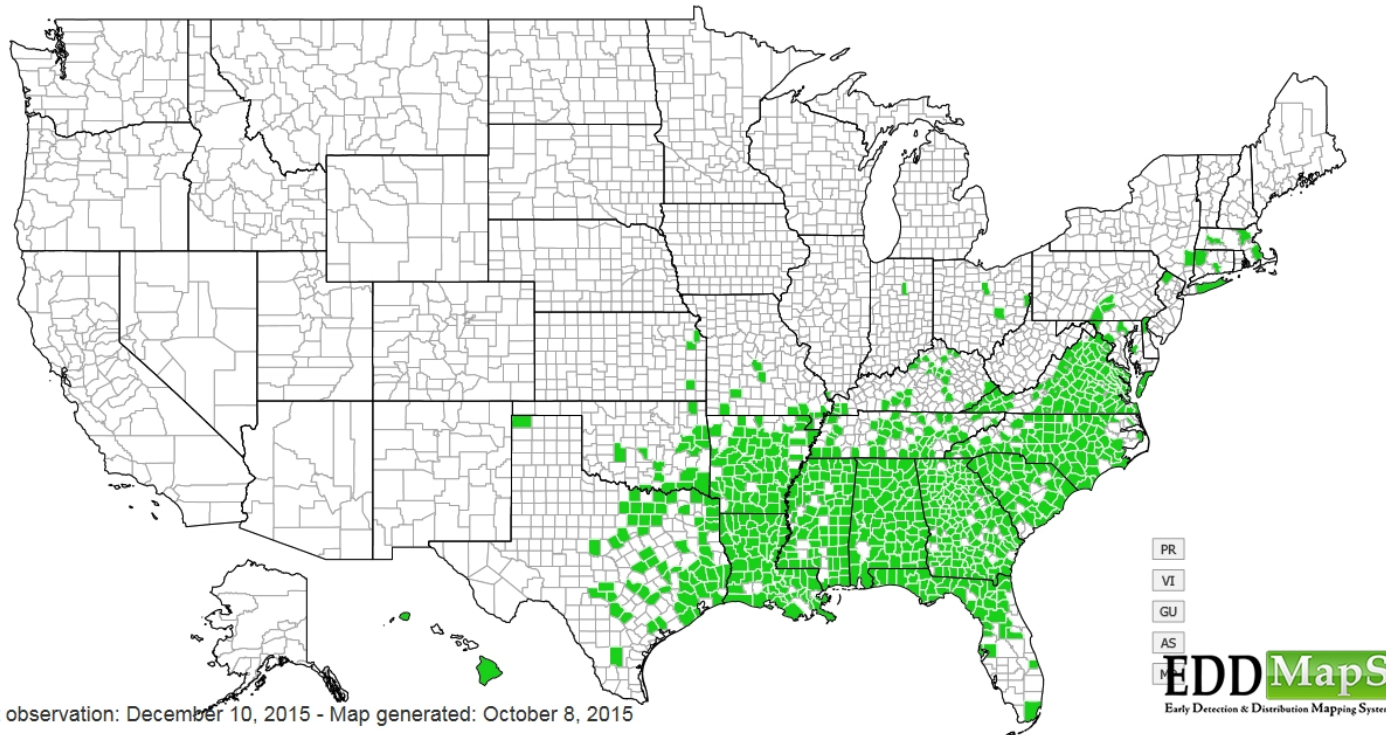 PR
VI
GU
AS
EDDMapS
Early Detection & Distribution Mapping System
observation: December 10, 2015 - Map generated: October 8, 2015